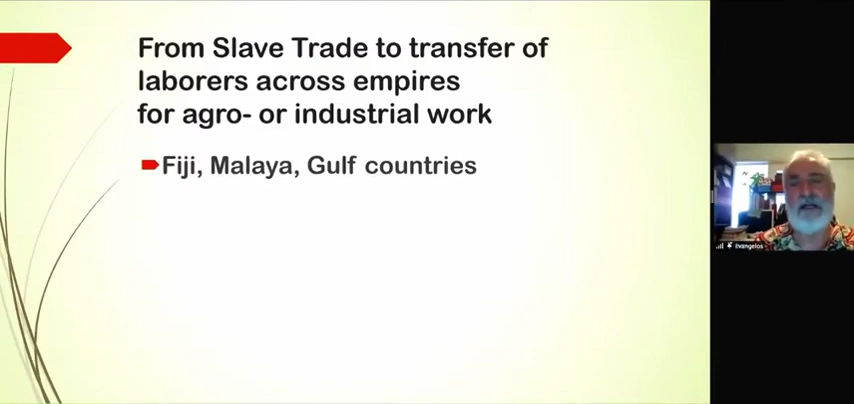 From Slave Trade to transfer of
laborers across empires
for agro- or industrial work
Fiji, Malaya, Gulf countries
Evangelos